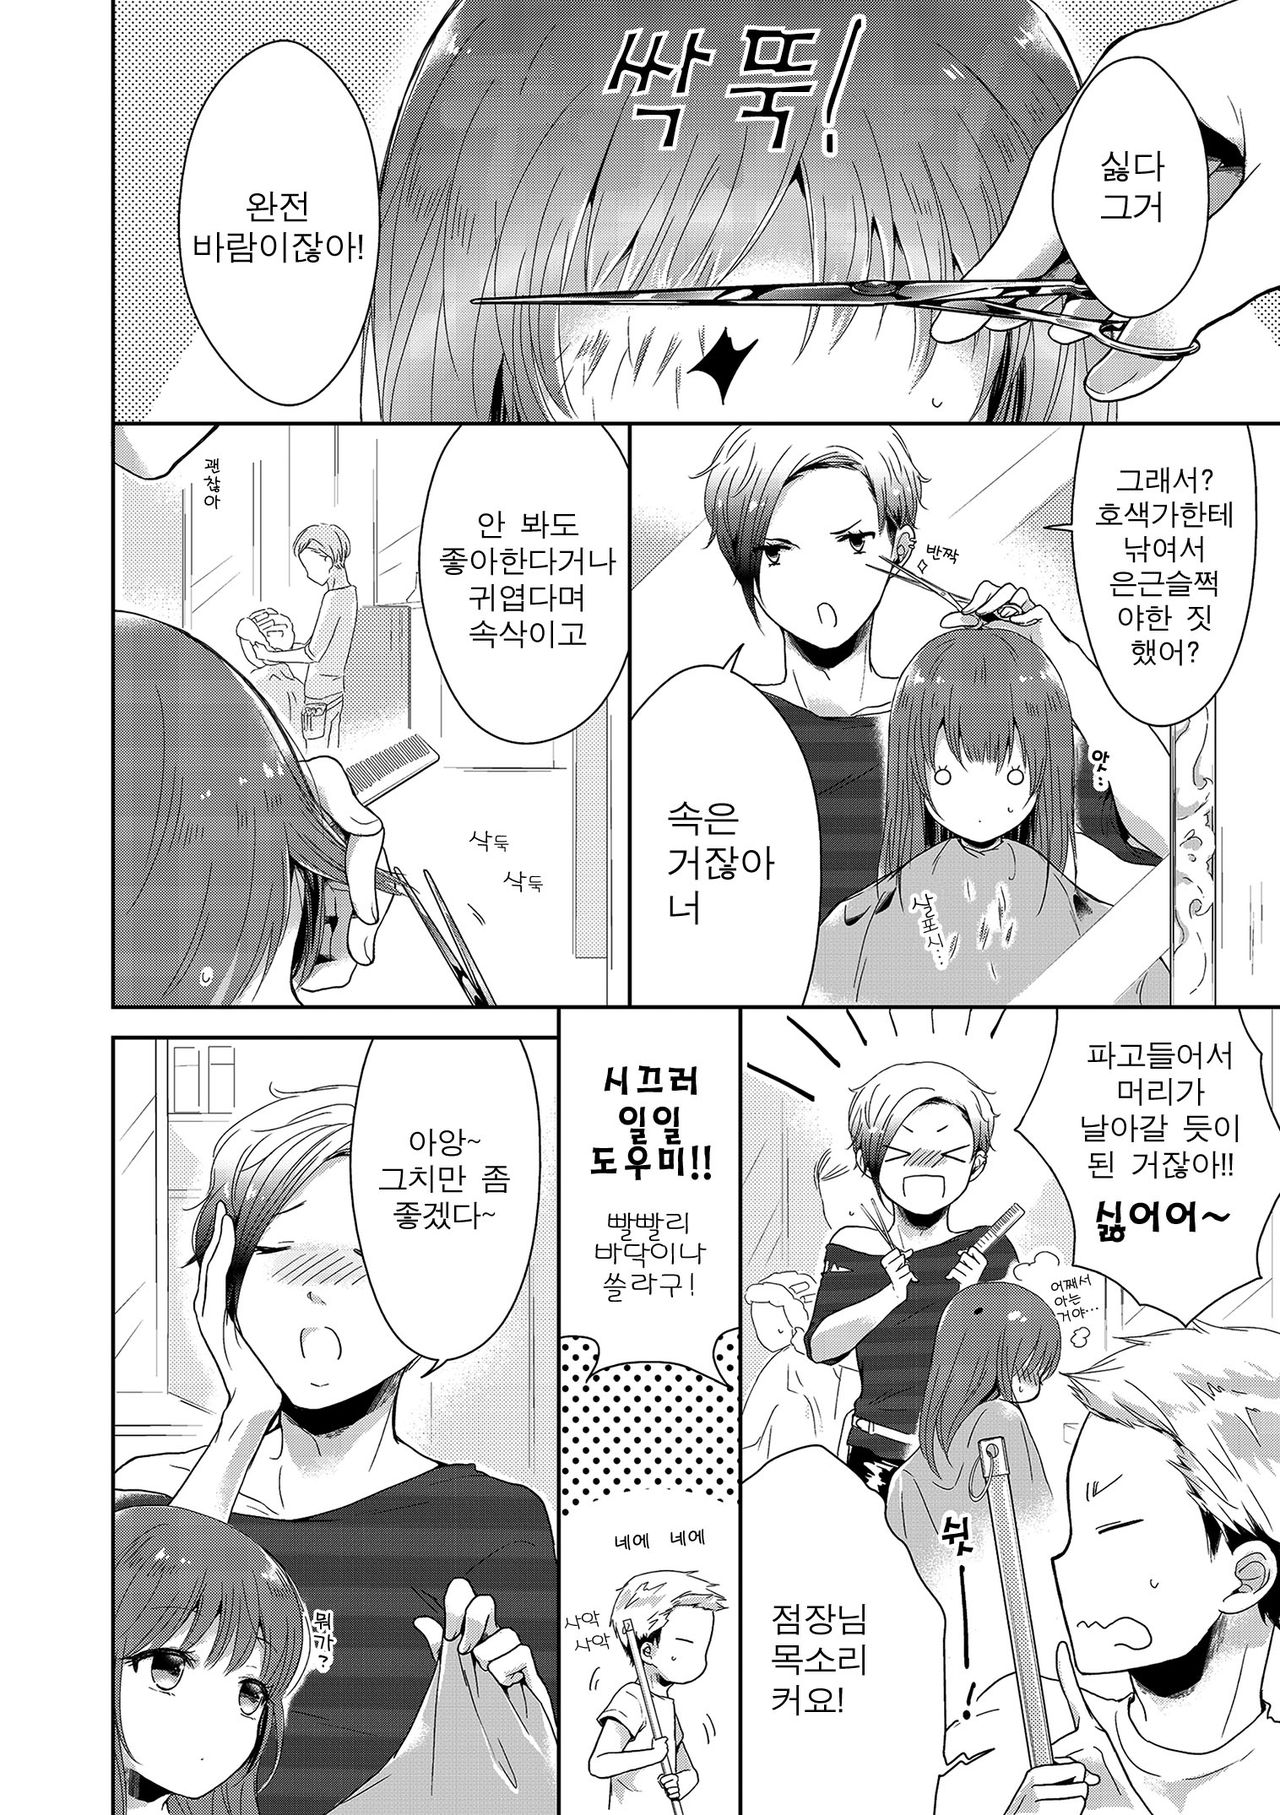 싹뚝!
싫다
그거
완전
바람이잖아!
그래서?
호색가한테
낚여서
은근슬쩍
야한 짓
했어?
반짝
앗..
살포시...
속은
거잖아
너
안 봐도
좋아한다거나
귀엽다며
속삭이고
괜찮아
삭둑
삭둑
파고들어서
머리가
날아갈 듯이
된 거잖아!!
싫어어~
어째서
아는
거야...
쉿ㅡ!
점장님
목소리
커요!
시끄러
일일
도우미!!
빨빨리
바닥이나
쓸라구!
네에 네에
사악
사악
아앙~
그치만 좀
좋겠다~
뭐가?